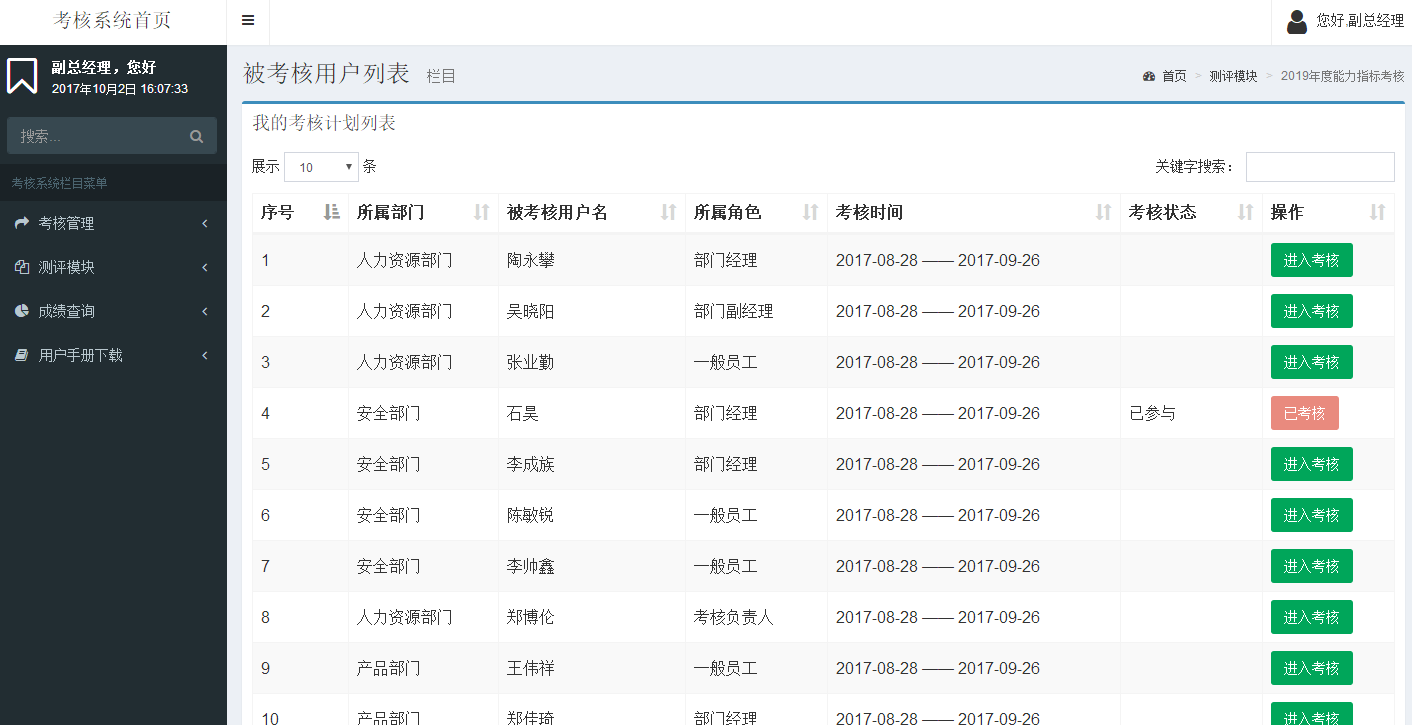 考核系统首页
您好,副总经理
副总经理，您好
2017年10月2日 16:07:33
搜索...
考核系统栏目菜单
考核管理
测评模块
成绩查询
用户手册下载
被考核用户列表 栏目
首页 > 测评模块 > 2019年度能力指标考核
我的考核计划列表
展示 10 条 关键字搜索：
序号 所属部门 被考核用户名 所属角色 考核时间 考核状态 操作
1 人力资源部门 陶永攀 部门经理 2017-08-28 —— 2017-09-26 进入考核
2 人力资源部门 吴晓阳 部门副经理 2017-08-28 —— 2017-09-26 进入考核
3 人力资源部门 张业勤 一般员工 2017-08-28 —— 2017-09-26 进入考核
4 安全部门 石昊 部门经理 2017-08-28 —— 2017-09-26 已参与 已考核
5 安全部门 李成族 部门经理 2017-08-28 —— 2017-09-26 进入考核
6 安全部门 陈敏锐 一般员工 2017-08-28 —— 2017-09-26 进入考核
7 安全部门 李帅鑫 一般员工 2017-08-28 —— 2017-09-26 进入考核
8 人力资源部门 郑博伦 考核负责人 2017-08-28 —— 2017-09-26 进入考核
9 产品部门 王伟祥 一般员工 2017-08-28 —— 2017-09-26 进入考核
10 产品部门 郑佳琦 部门经理 2017-08-28 —— 2017-09-26 进入考核